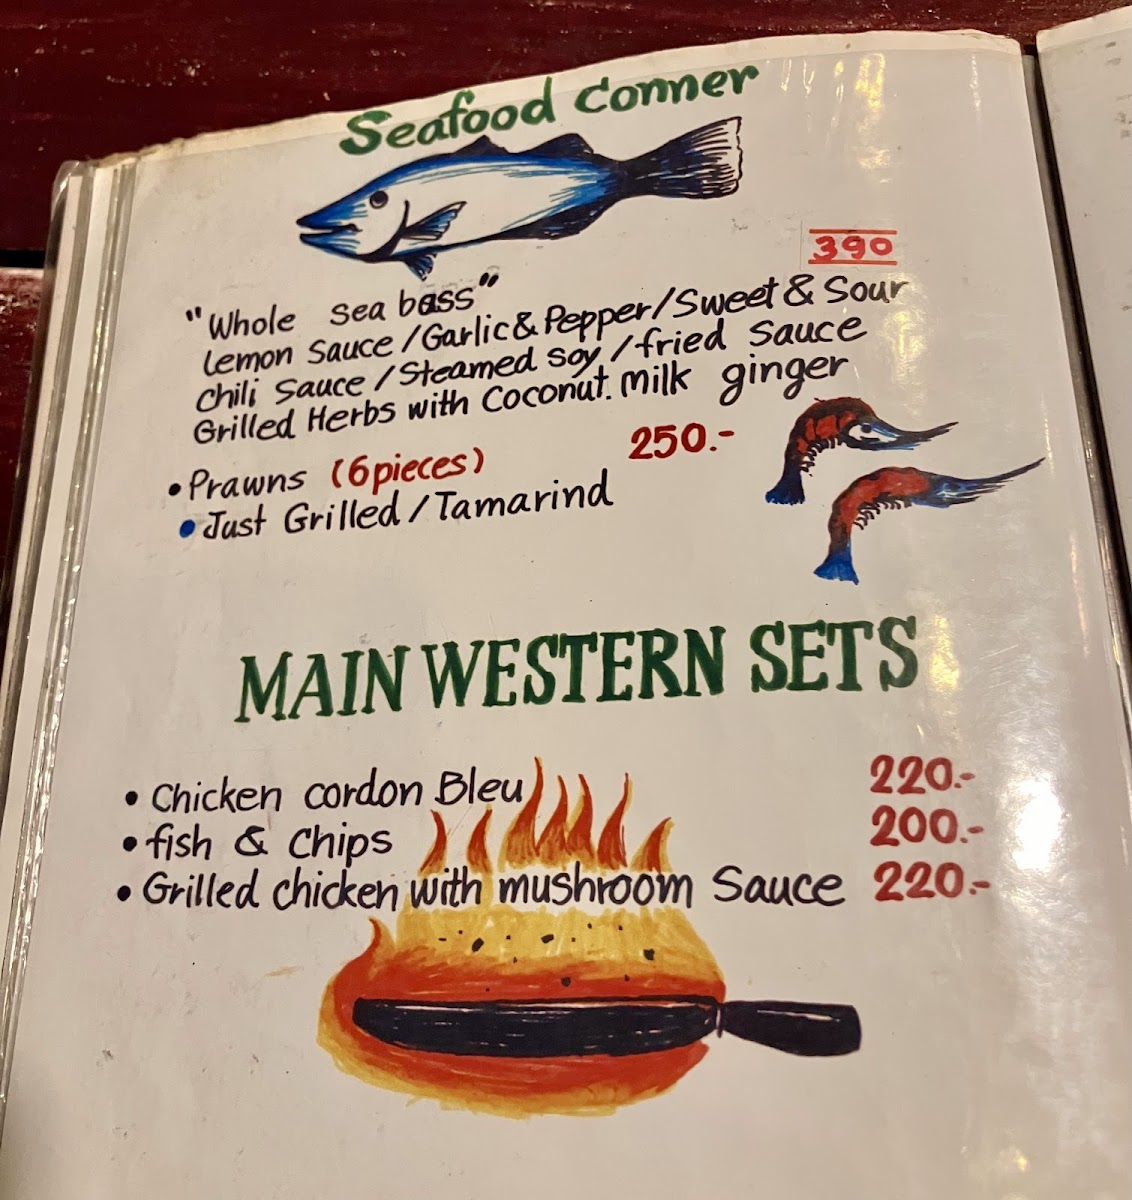 Seafood conner
390
"Whole sea bass"
Lemon sauce/Garlic & Pepper/Sweet & Sour
Chili Sauce/Steamed soy/fried sauce
Grilled Herbs with Coconut. milk ginger
• Prawns (6pieces) 250.-
• Just Grilled/Tamarind
MAIN WESTERN SETS
• Chicken cordon Bleu 220.-
• fish & Chips 200.-
• Grilled chicken with mushroom Sauce 220.-